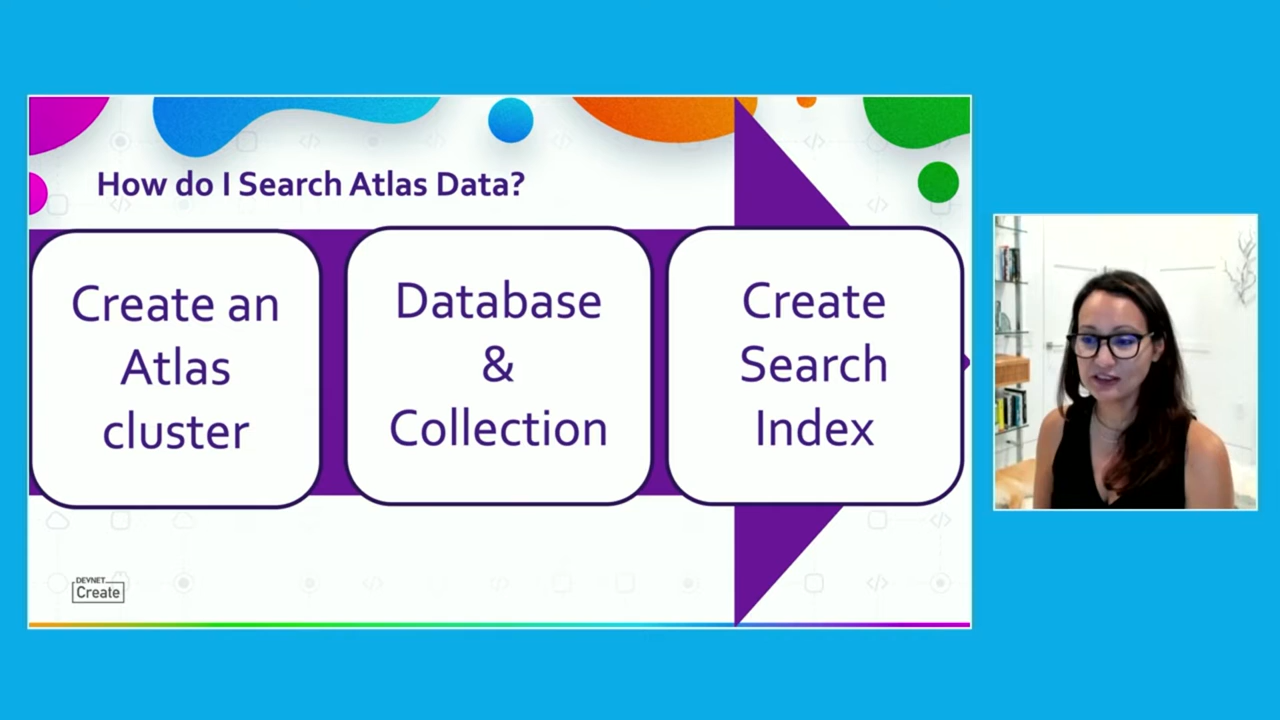 How do I Search Atlas Data?
Create an
Atlas
cluster
Database
&
Collection
Create
Search
Index
DEVNET
Create